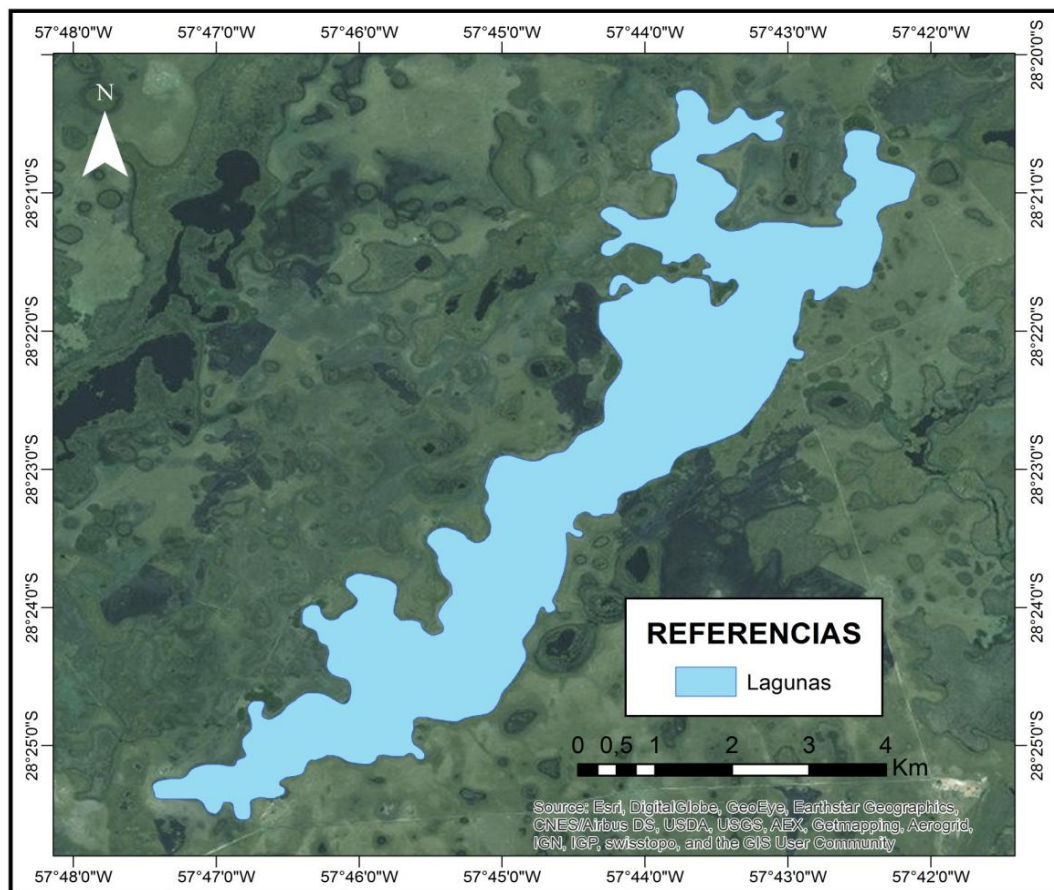 57°48'0"W 57°47'0"W 57°46'0"W 57°45'0"W 57°44'0"W 57°43'0"W 57°42'0"W
28°20'0"S
N
28°21'0"S 28°21'0"S
28°22'0"S 28°22'0"S
28°23'0"S 28°23'0"S
28°24'0"S 28°24'0"S
REFERENCIAS
Lagunas
28°25'0"S 28°25'0"S
0 0,5 1 2 3 4
Km
Source: Esri, DigitalGlobe, GeoEye, Earthstar Geographics,
CNES/Airbus DS, USDA, USGS, AEX, Getmapping, Aerogrid,
IGN, IGP, swisstopo, and the GIS User Community
57°48'0"W 57°47'0"W 57°46'0"W 57°45'0"W 57°44'0"W 57°43'0"W 57°42'0"W